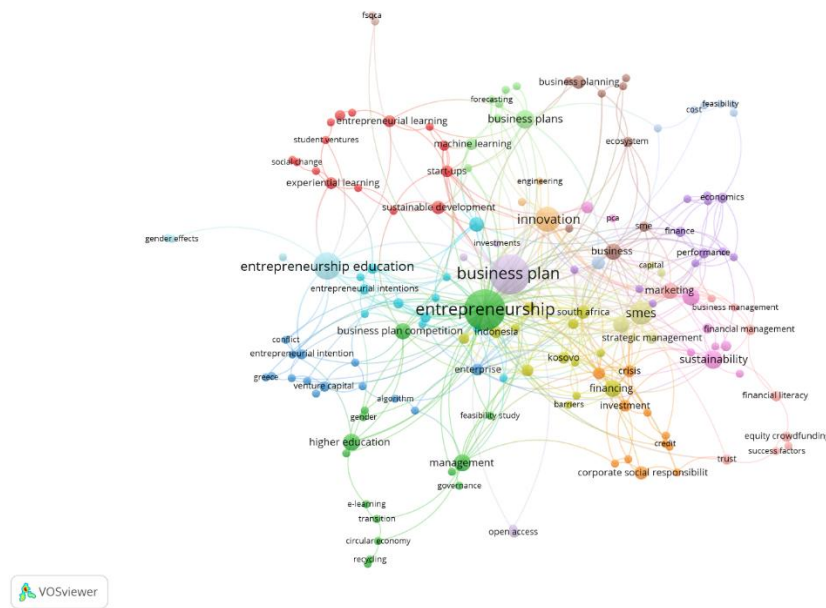 fsqca
business planning
forecasting
cost
feasibility
business plans
entrepreneurial learning
student ventures
machine learning
ecosystem
social change
start-ups
experiential learning
engineering
economics
sustainable development
innovation
pca
sme
finance
gender effects
investments
business
performance
entrepreneurship education
capital
business plan
entrepreneurial intentions
marketing
entrepreneurship
south africa
smes
business management
business plan competition
indonesia
strategic management
financial management
conflict
entrepreneurial intention
kosovo
sustainability
enterprise
crisis
greece
venture capital
financing
algorithm
barriers
investment
financial literacy
gender
feasibility study
higher education
credit
equity crowdfunding
success factors
management
trust
corporate social responsibilit
governance
e-learning
transition
open access
circular economy
recycling
VOSviewer